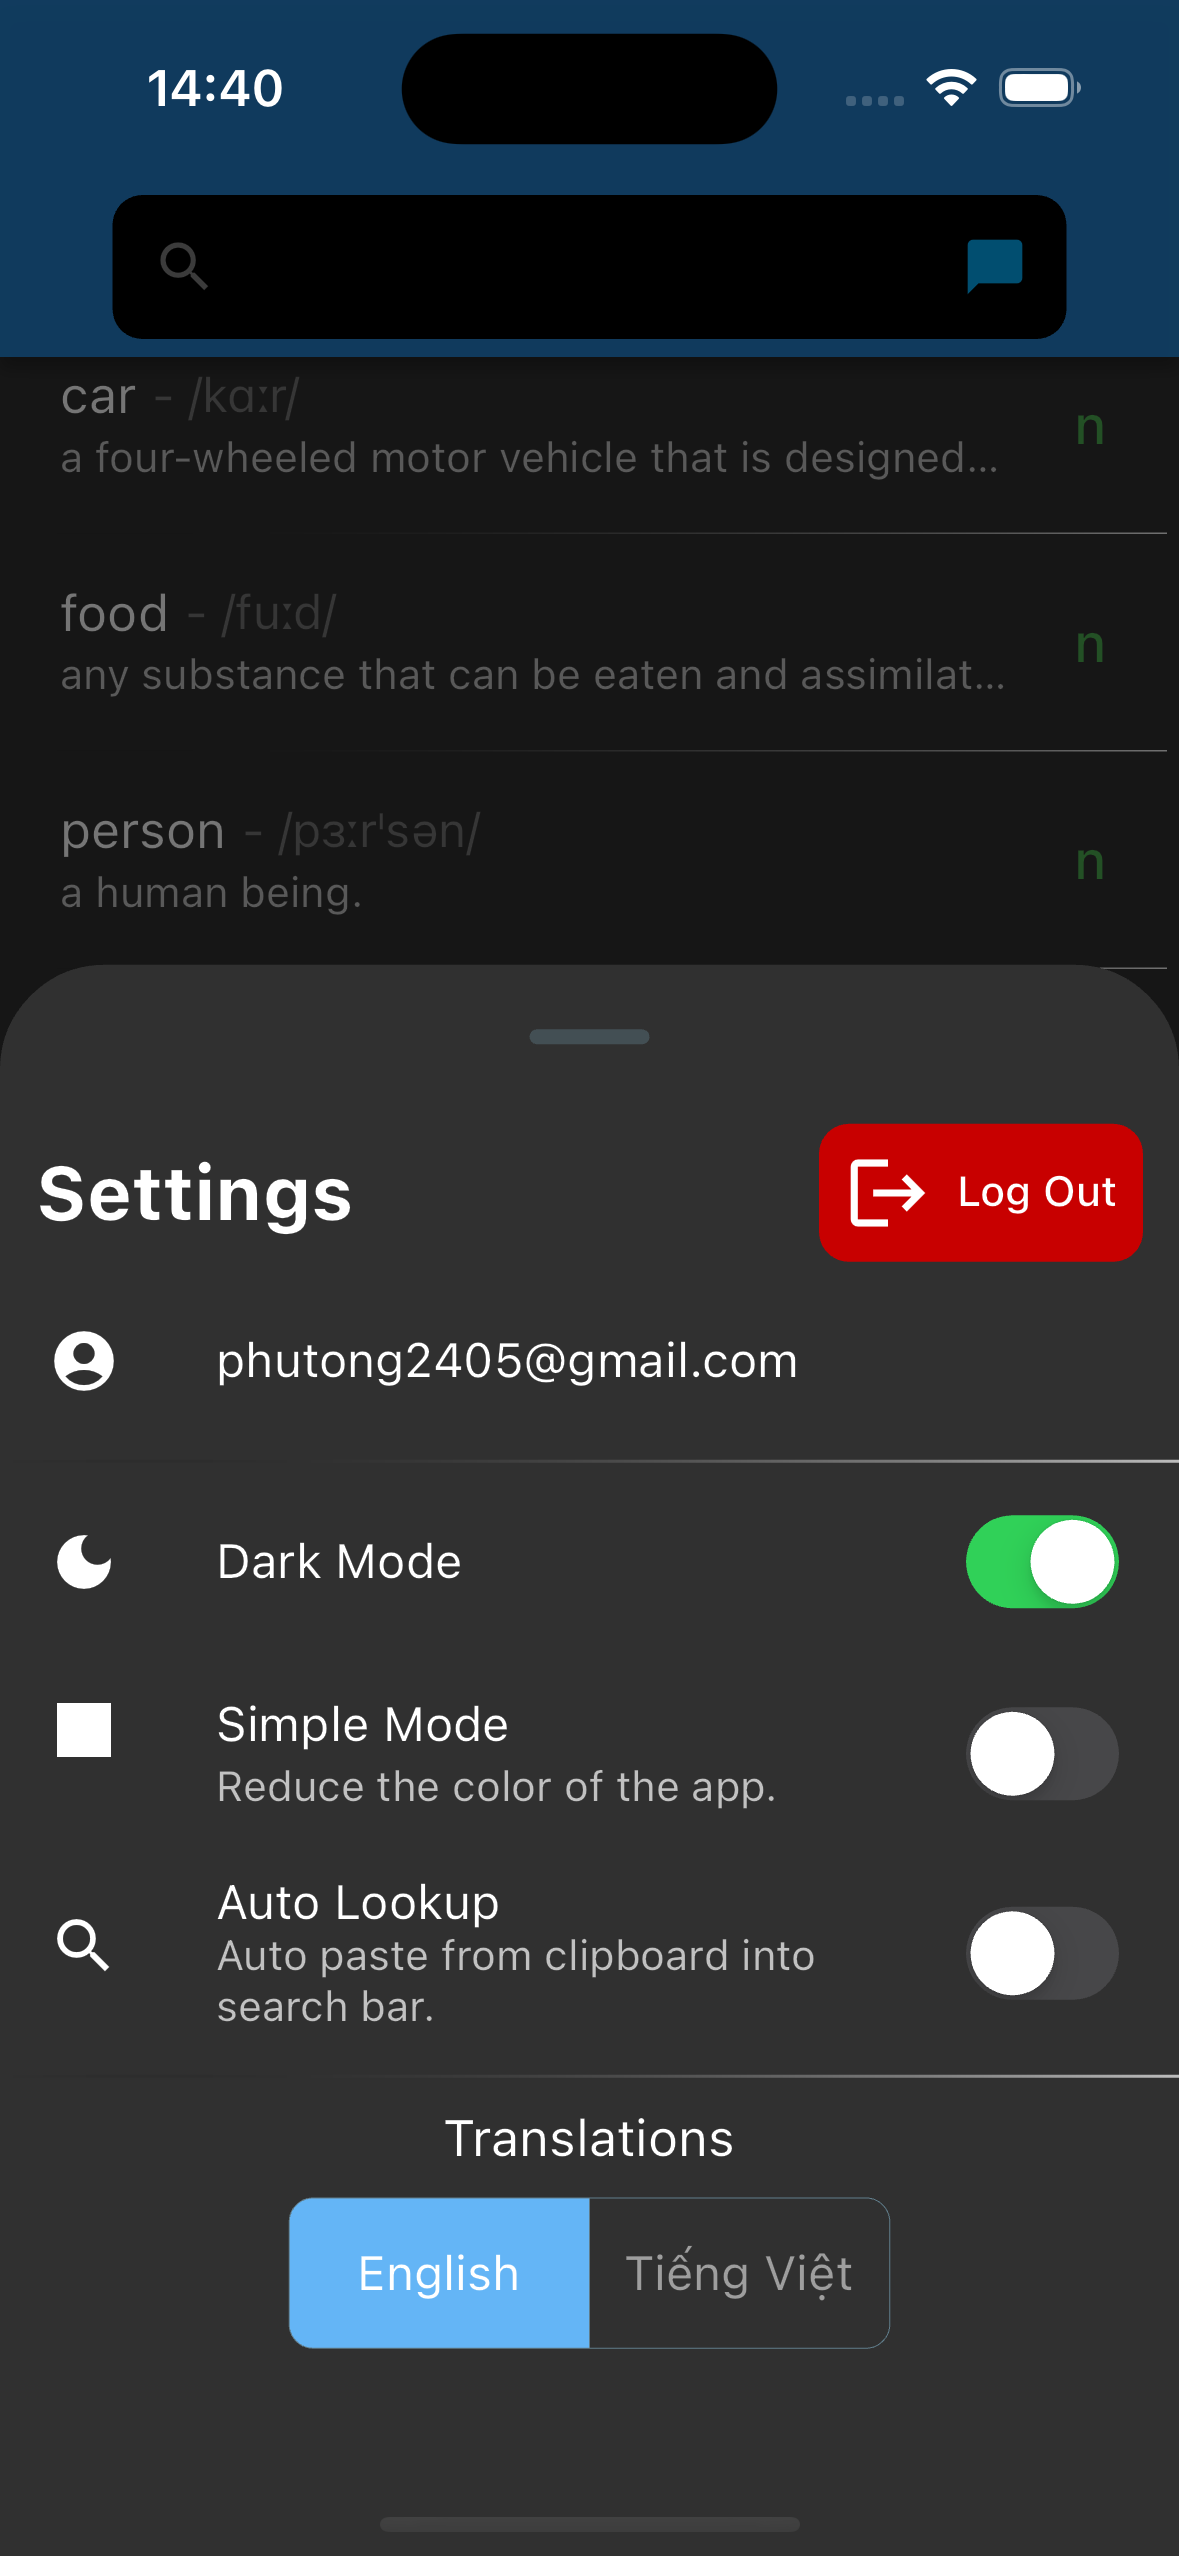 14:40
car - /kɑːr/
a four-wheeled motor vehicle that is designed...
n
food - /fuːd/
any substance that can be eaten and assimilat...
n
person - /pɜːrˈsən/
a human being.
n
Settings
Log Out
phutong2405@gmail.com
Dark Mode
Simple Mode
Reduce the color of the app.
Auto Lookup
Auto paste from clipboard into
search bar.
Translations
English
Tiếng Việt